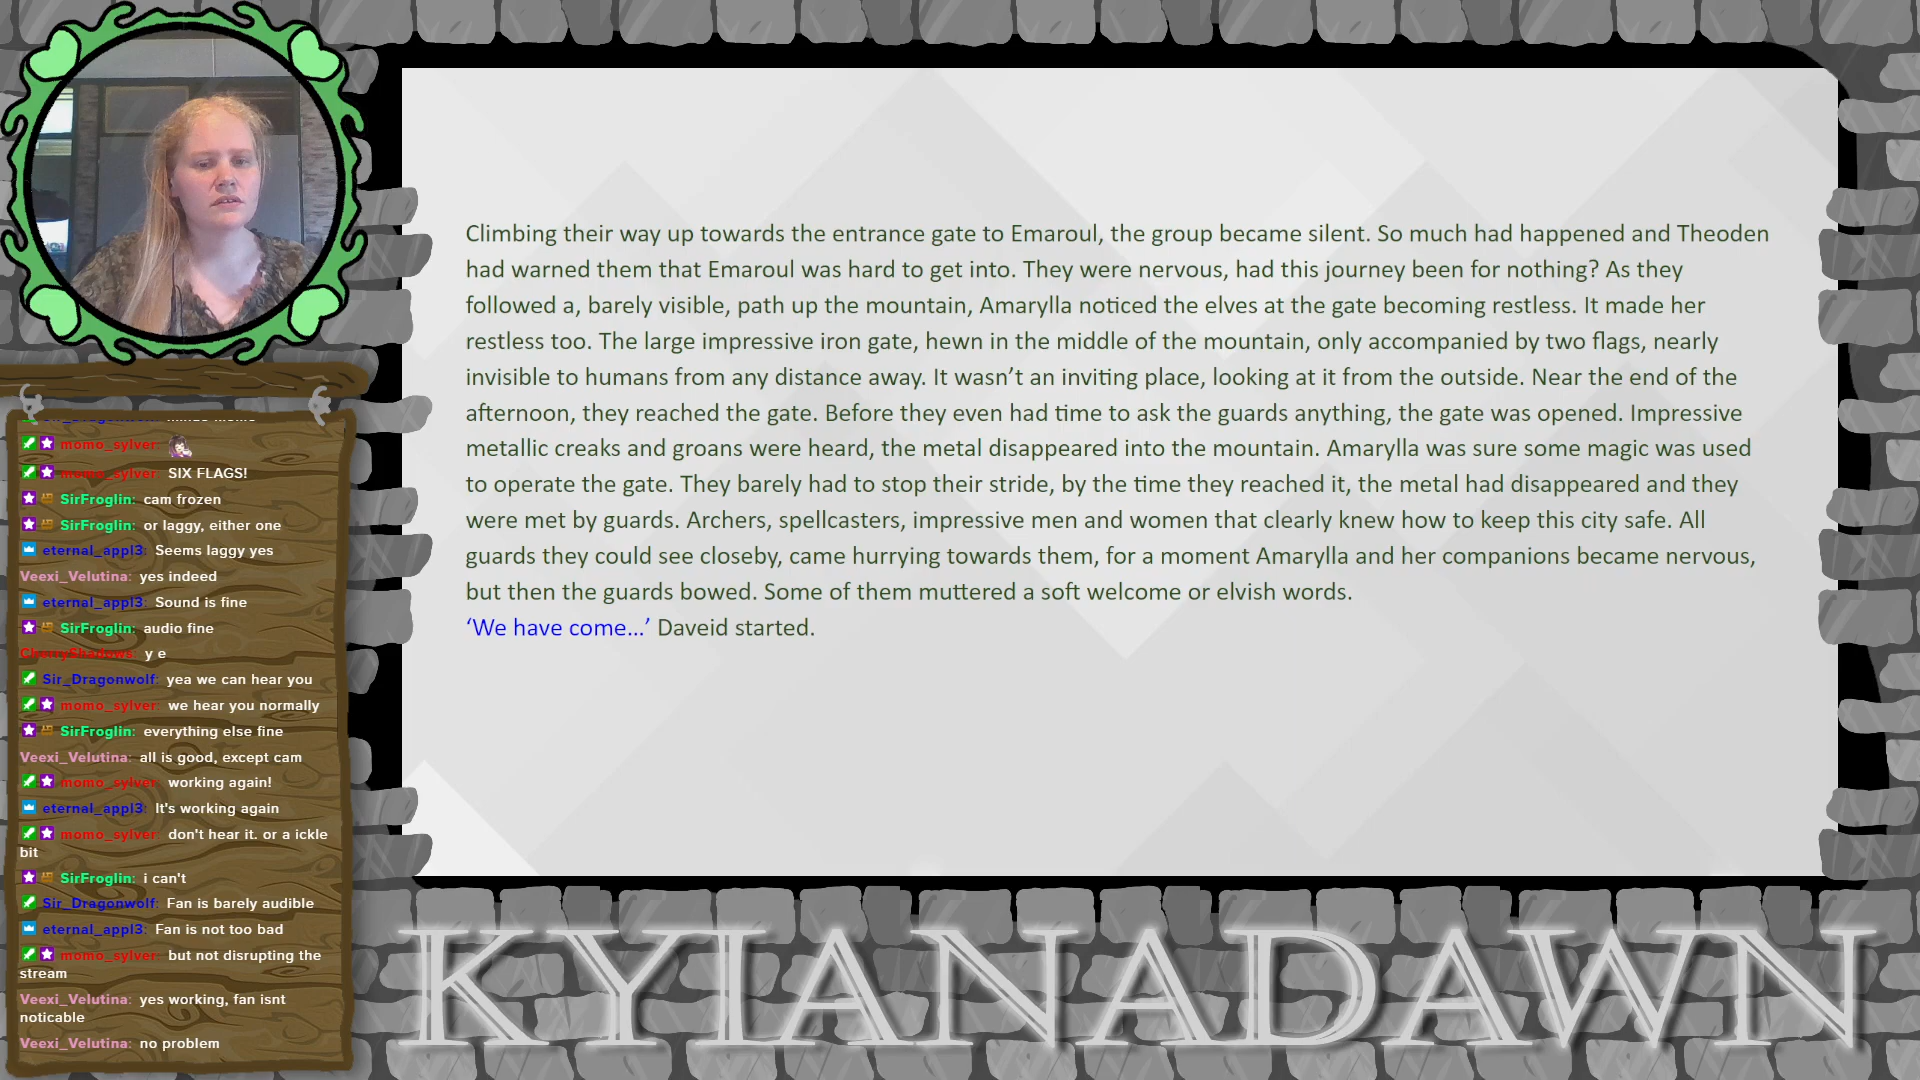 momo_sylver:
momo_sylver: SIX FLAGS!
SirFroglin: cam frozen
SirFroglin: or laggy, either one
eternal_appl3: Seems laggy yes
Veexi_Velutina: yes indeed
eternal_appl3: Sound is fine
SirFroglin: audio fine
CherryShadows: y e
Sir_Dragonwolf: yea we can hear you
momo_sylver: we hear you normally
SirFroglin: everything else fine
Veexi_Velutina: all is good, except cam
momo_sylver: working again!
eternal_appl3: It's working again
momo_sylver: don't hear it. or a ickle
bit
SirFroglin: i can't
Sir_Dragonwolf: Fan is barely audible
eternal_appl3: Fan is not too bad
momo_sylver: but not disrupting the
stream
Veexi_Velutina: yes working, fan isnt
noticable
Veexi_Velutina: no problem
Climbing their way up towards the entrance gate to Emaroul, the group became silent. So much had happened and Theoden
had warned them that Emaroul was hard to get into. They were nervous, had this journey been for nothing? As they
followed a, barely visible, path up the mountain, Amarylla noticed the elves at the gate becoming restless. It made her
restless too. The large impressive iron gate, hewn in the middle of the mountain, only accompanied by two flags, nearly
invisible to humans from any distance away. It wasn’t an inviting place, looking at it from the outside. Near the end of the
afternoon, they reached the gate. Before they even had time to ask the guards anything, the gate was opened. Impressive
metallic creaks and groans were heard, the metal disappeared into the mountain. Amarylla was sure some magic was used
to operate the gate. They barely had to stop their stride, by the time they reached it, the metal had disappeared and they
were met by guards. Archers, spellcasters, impressive men and women that clearly knew how to keep this city safe. All
guards they could see closeby, came hurrying towards them, for a moment Amarylla and her companions became nervous,
but then the guards bowed. Some of them muttered a soft welcome or elvish words.
‘We have come…’ Daveid started.
KYIANADAWN